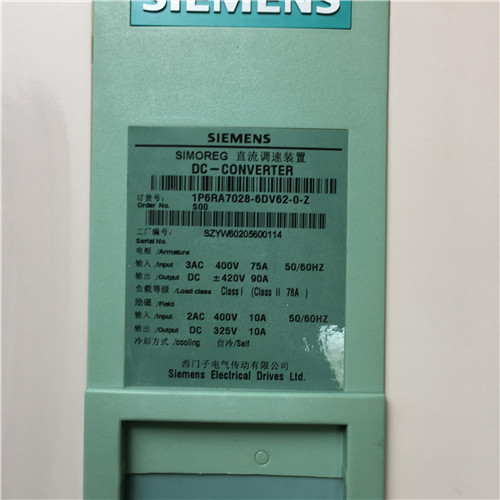 SIEMENS
SIEMENS
SIMOREG 直流调速装置
DC-CONVERTER
订货号: 1P6RA7028-6DV62-0-Z
Order No. S00
工厂编号: SZYW60205600114
Serial No.
电枢 /Armature
输入 /Input 3AC 400V 75A 50/60HZ
输出 /Output DC ±420V 90A
负载等级 /Load class Class I (Class II 78A)
励磁 /Field
输入 /Input 2AC 400V 10A 50/60HZ
输出 /Output DC 325V 10A
冷却方式 /cooling 自冷/Self
西门子电气传动有限公司
Siemens Electrical Drives Ltd.